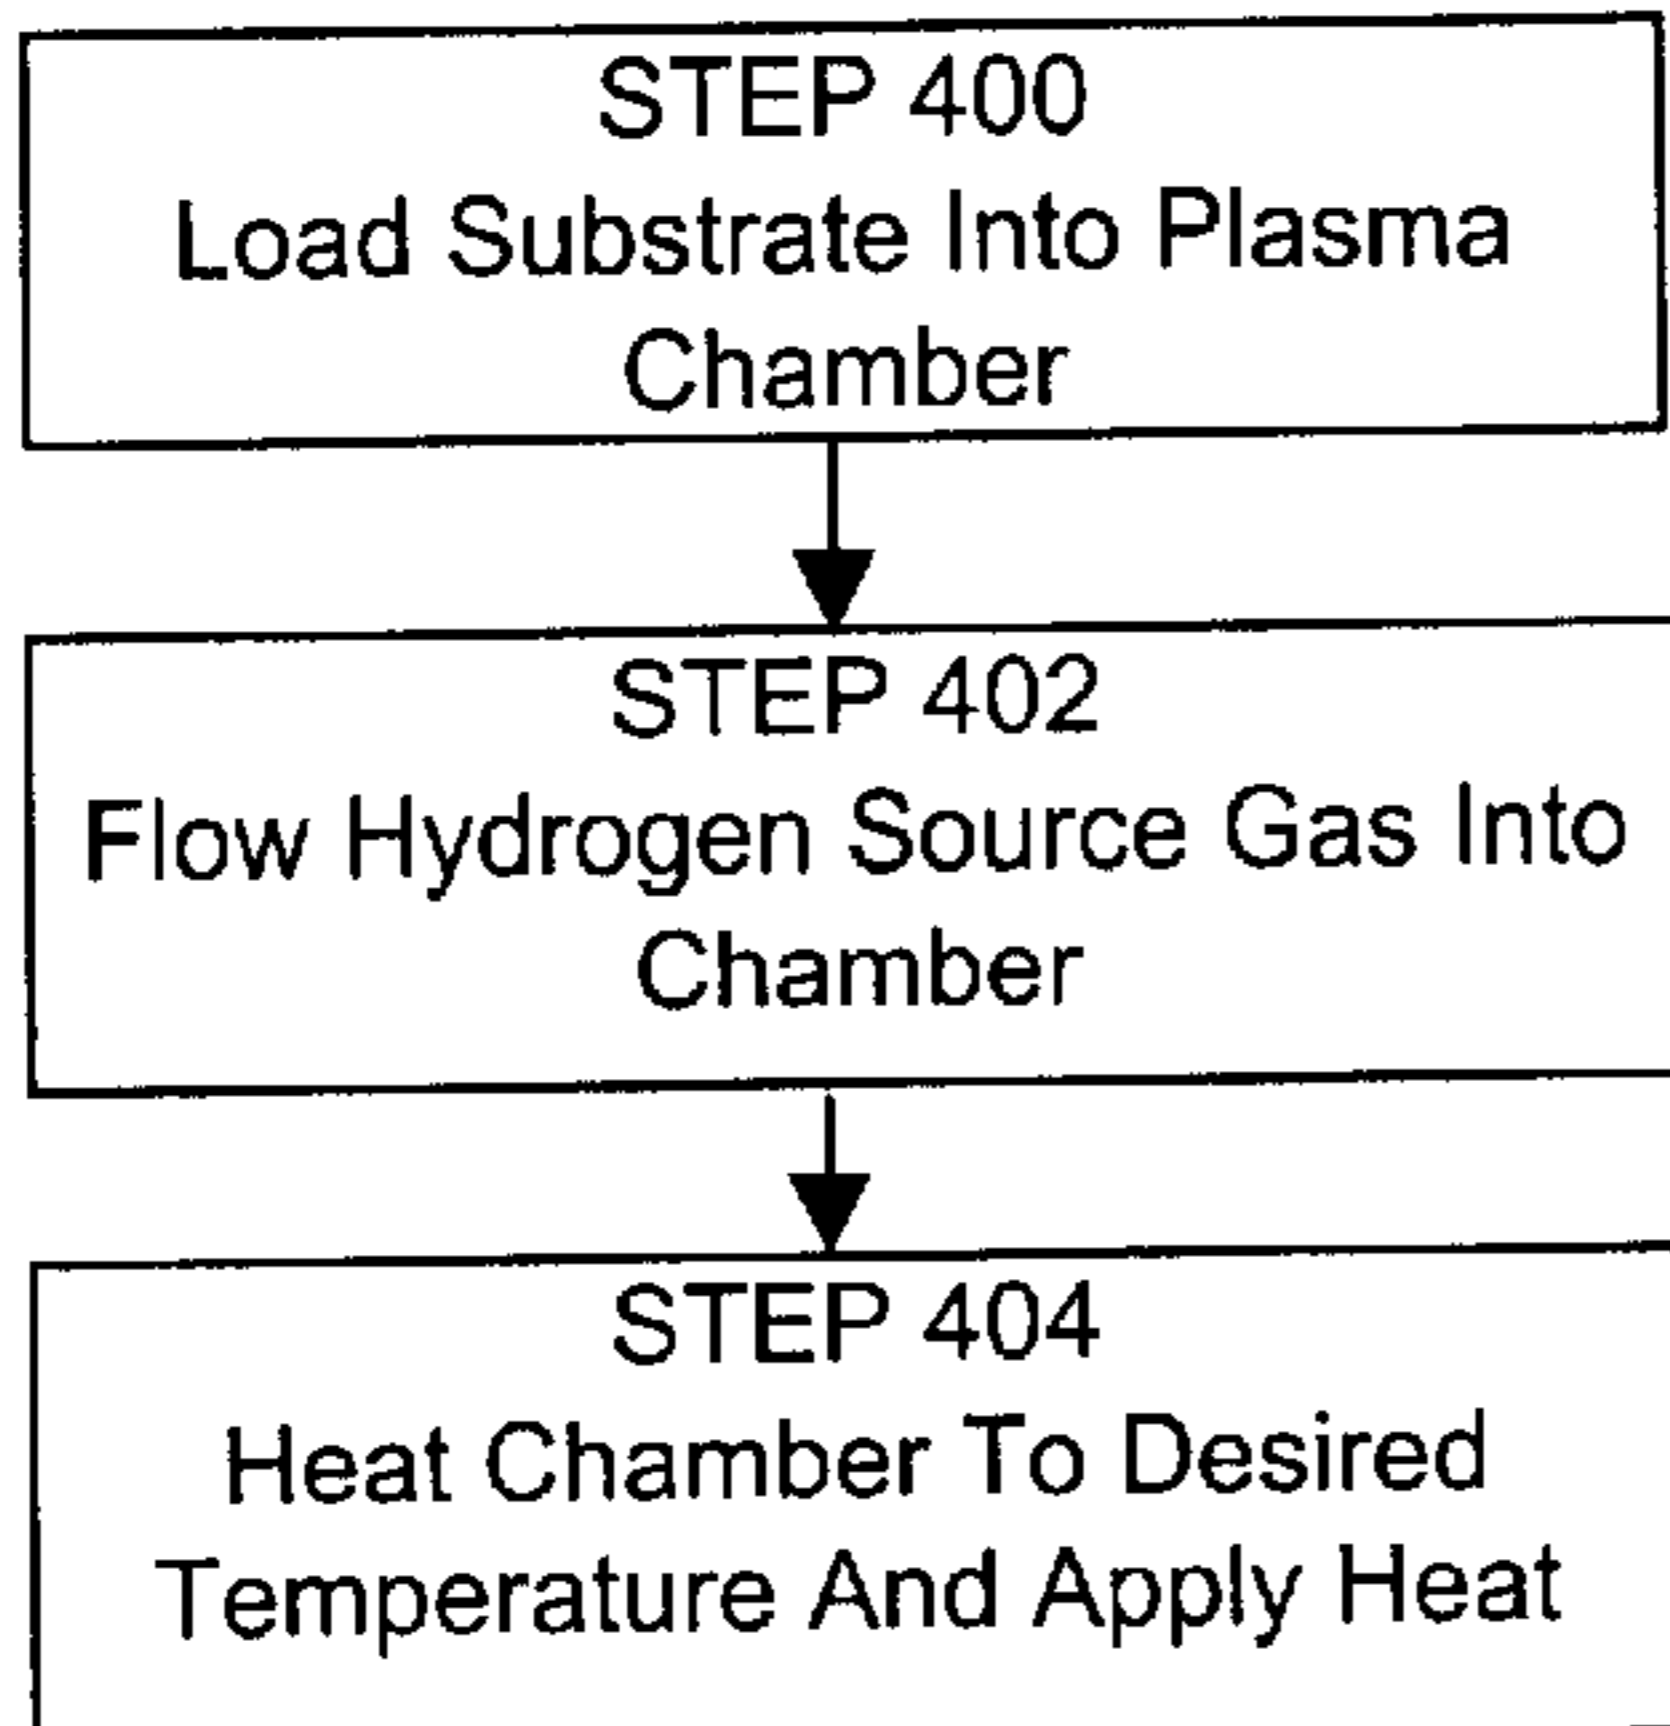 STEP 400
Load Substrate Into Plasma
Chamber
STEP 402
Flow Hydrogen Source Gas Into
Chamber
STEP 404
Heat Chamber To Desired
Temperature And Apply Heat